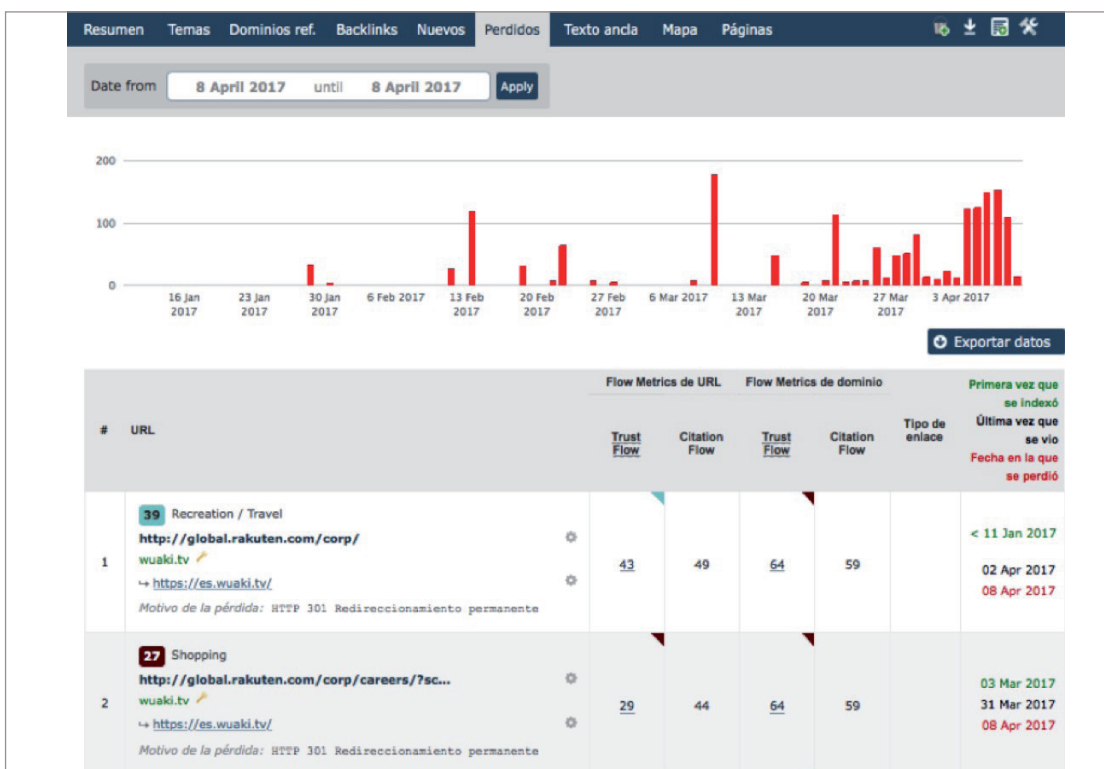 Resumen Temas Dominios ref. Backlinks Nuevos Perdidos Texto ancla Mapa Páginas
Date from 8 April 2017 until 8 April 2017 Apply
200
100
0
16 Jan 2017 23 Jan 2017 30 Jan 2017 6 Feb 2017 13 Feb 2017 20 Feb 2017 27 Feb 2017 6 Mar 2017 13 Mar 2017 20 Mar 2017 27 Mar 2017 3 Apr 2017
Exportar datos
# URL Flow Metrics de URL Flow Metrics de dominio Tipo de enlace
Trust Flow Citation Flow Trust Flow Citation Flow
Primera vez que se indexó
Última vez que se vio
Fecha en la que se perdió
39 Recreation / Travel
http://global.rakuten.com/corp/
1 wuaki.tv 43 49 64 59
https://es.wuaki.tv/
Motivo de la pérdida: HTTP 301 Redireccionamiento permanente
< 11 Jan 2017
02 Apr 2017
08 Apr 2017
27 Shopping
http://global.rakuten.com/corp/careers/?sc...
2 wuaki.tv 29 44 64 59
https://es.wuaki.tv/
Motivo de la pérdida: HTTP 301 Redireccionamiento permanente
03 Mar 2017
31 Mar 2017
08 Apr 2017